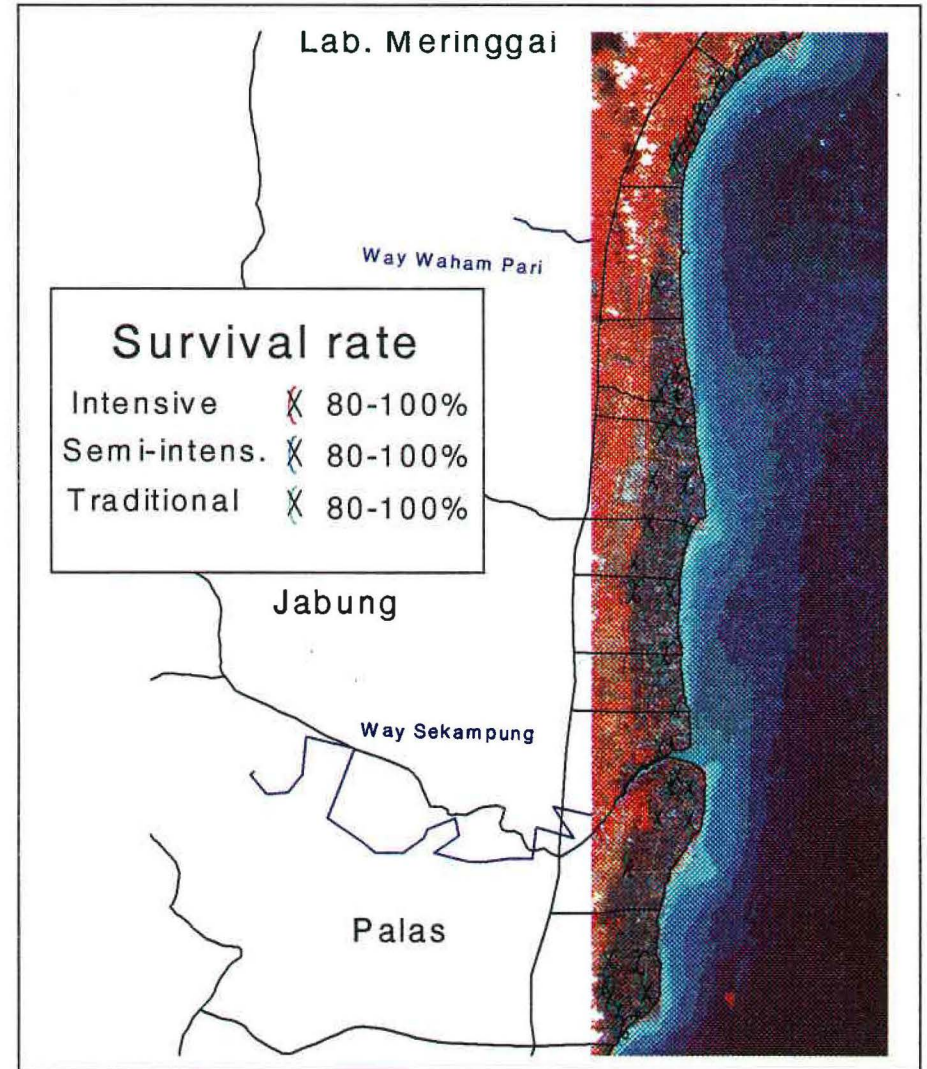 Lab. Meringgai
Way Waham Pari
Survival rate
Intensive 80-100%
Semi-intens. 80-100%
Traditional 80-100%
Jabung
Way Sekampung
Palas